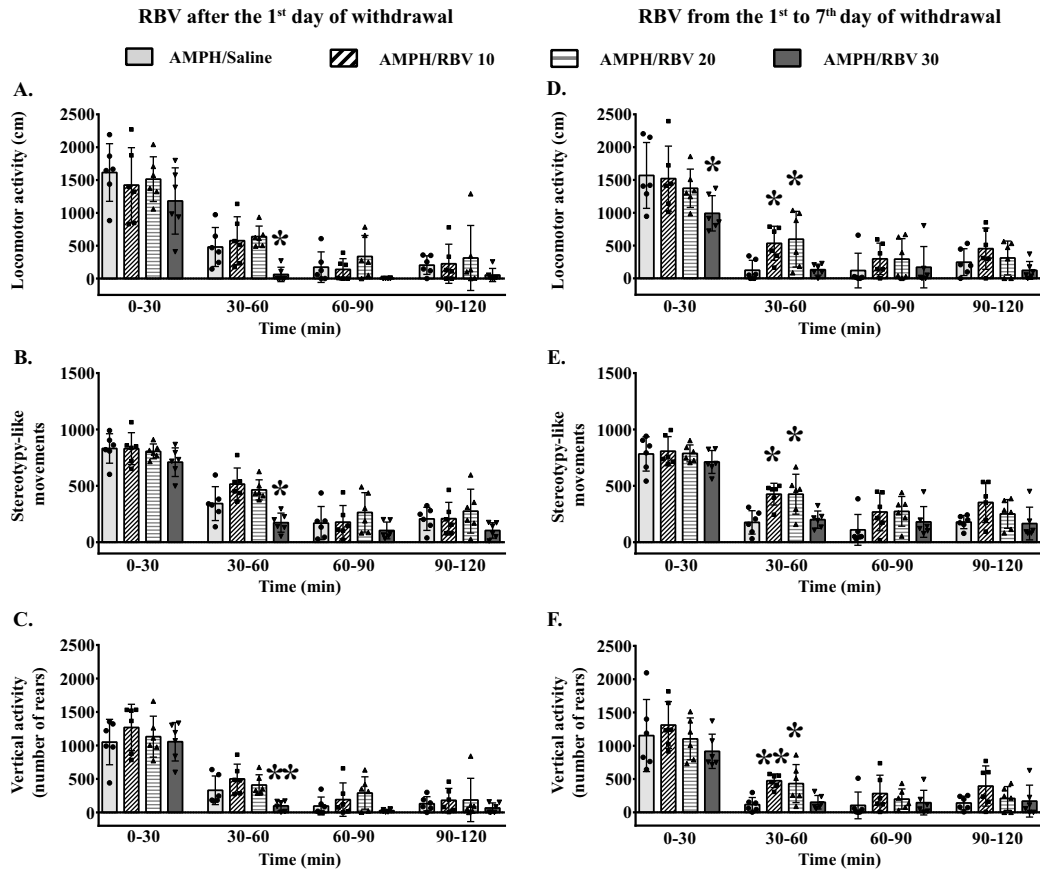 RBV after the 1st day of withdrawal
RBV from the 1st to 7th day of withdrawal
AMPH/Saline
AMPH/RBV 10
AMPH/RBV 20
AMPH/RBV 30
A.
Locomotor activity (cm)
2500
2000
1500
1000
500
0
*
0-30
30-60
60-90
90-120
Time (min)
B.
Stereotypy-like
movements
1500
1000
500
0
*
0-30
30-60
60-90
90-120
Time (min)
C.
Vertical activity
(number of rears)
2500
2000
1500
1000
500
0
**
0-30
30-60
60-90
90-120
Time (min)
D.
Locomotor activity (cm)
2500
2000
1500
1000
500
0
*
*
*
0-30
30-60
60-90
90-120
Time (min)
E.
Stereotypy-like
movements
1500
1000
500
0
*
*
0-30
30-60
60-90
90-120
Time (min)
F.
Vertical activity
(number of rears)
2500
2000
1500
1000
500
0
**
*
0-30
30-60
60-90
90-120
Time (min)